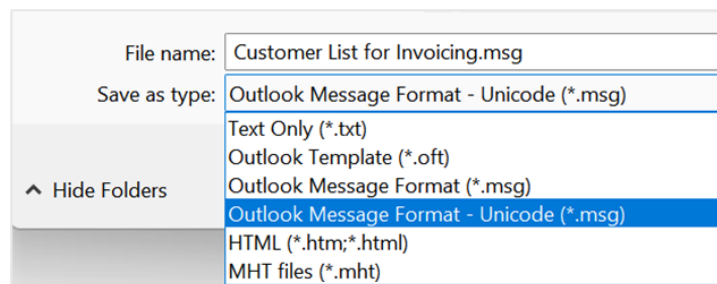 File name: Customer List for Invoicing.msg
Save as type: Outlook Message Format - Unicode (*.msg)
Text Only (*.txt)
Outlook Template (*.oft)
Hide Folders Outlook Message Format (*.msg)
Outlook Message Format - Unicode (*.msg)
HTML (*.htm;*.html)
MHT files (*.mht)